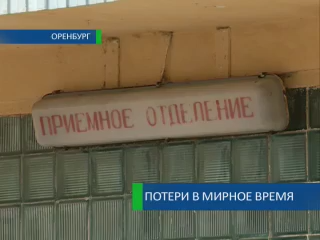 ОРЕНБУРГ
ПРИЕМНОЕ ОТДЕЛЕНИЕ
ПОТЕРИ В МИРНОЕ ВРЕМЯ